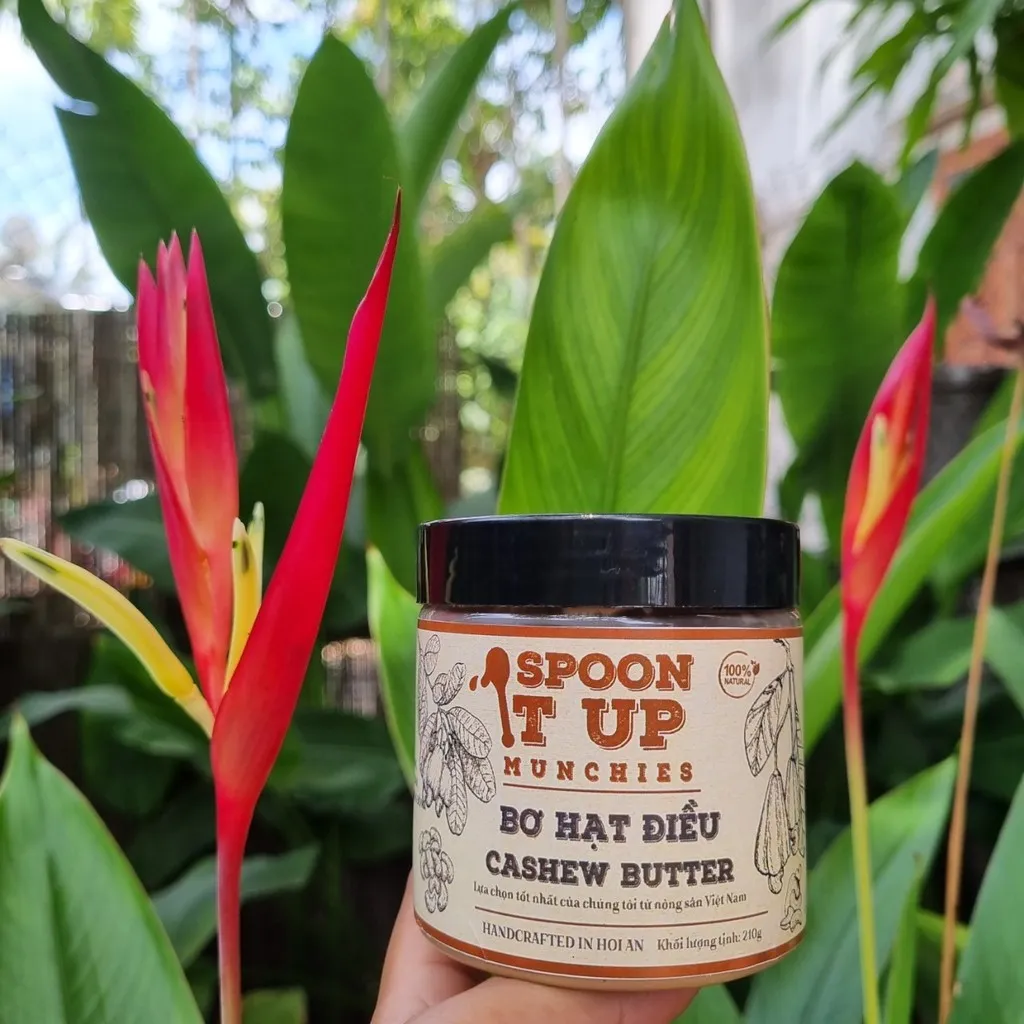 SPOON
IT UP
MUNCHIES
100%
NATURAL
BƠ HẠT ĐIỀU
CASHEW BUTTER
Lựa chọn tốt nhất của chúng tôi từ nông sản Việt Nam
HANDCRAFTED IN HOI AN Khối lượng tịnh: 210g